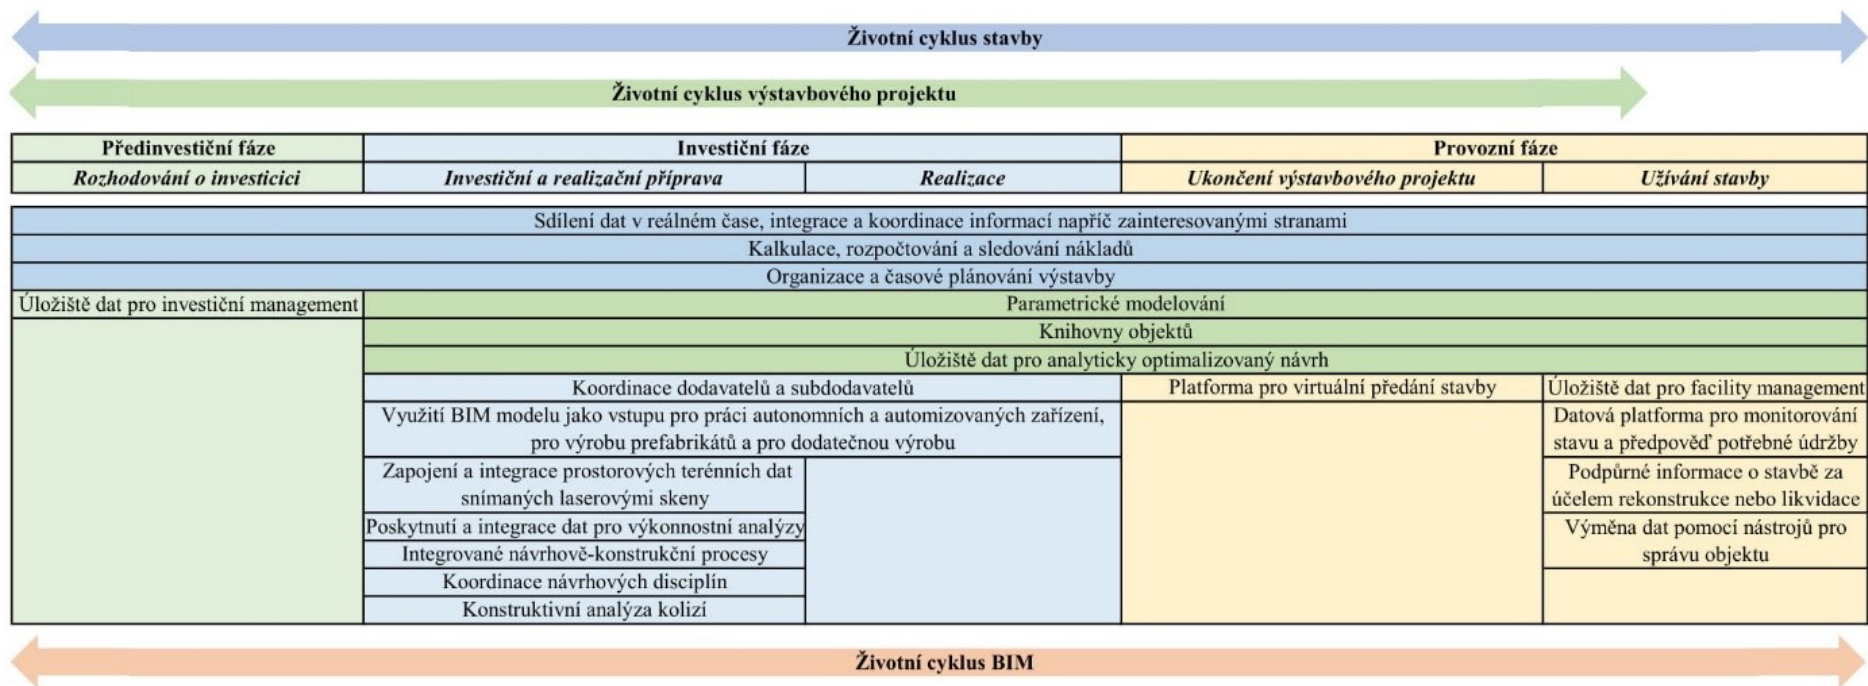 Životní cyklus stavby
Životní cyklus výstavbového projektu
Předinvestiční fáze
Investiční fáze
Provozní fáze
Rozhodování o investicici
Investiční a realizační příprava
Realizace
Ukončení výstavbového projektu
Užívání stavby
Sdílení dat v reálném čase, integrace a koordinace informací napříč zainteresovanými stranami
Kalkulace, rozpočtování a sledování nákladů
Organizace a časové plánování výstavby
Úložiště dat pro investiční management
Parametrické modelování
Knihovny objektů
Úložiště dat pro analyticky optimalizovaný návrh
Koordinace dodavatelů a subdodavatelů
Platforma pro virtuální předání stavby
Úložiště dat pro facility management
Využití BIM modelu jako vstupu pro práci autonomních a automizovaných zařízení,
pro výrobu prefabrikátů a pro dodatečnou výrobu
Datová platforma pro monitorování
stavu a předpověď potřebné údržby
Zapojení a integrace prostorových terénních dat
snímaných laserovými skeny
Podpůrné informace o stavbě za
účelem rekonstrukce nebo likvidace
Poskytnutí a integrace dat pro výkonnostní analýzy
Výměna dat pomocí nástrojů pro
správu objektu
Integrované návrhově-konstrukční procesy
Koordinace návrhových disciplín
Konstruktivní analýza kolizí
Životní cyklus BIM